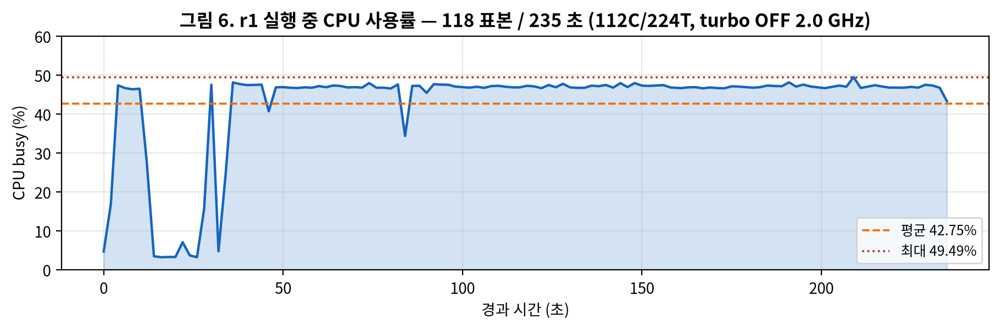 그림 6. r1 실행 중 CPU 사용률 — 118 표본 / 235 초 (112C/224T, turbo OFF 2.0 GHz)
CPU busy (%)
60
50
40
30
20
10
0
0 50 100 150 200
경과 시간 (초)
평균 42.75%
최대 49.49%